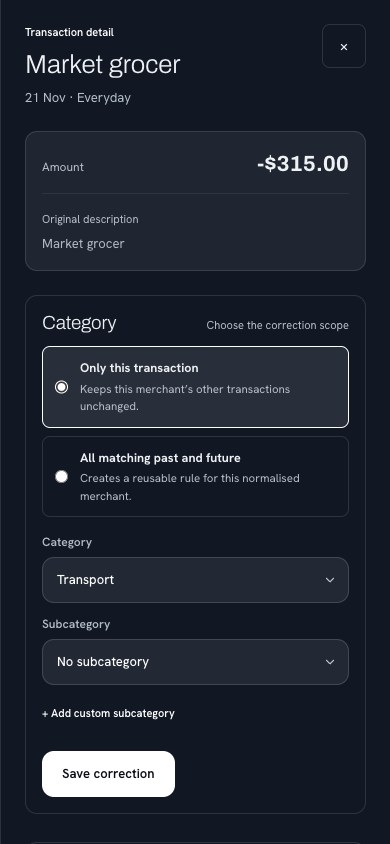 Transaction detail
Market grocer
×
21 Nov · Everyday
Amount
-$315.00
Original description
Market grocer
Category
Choose the correction scope
Only this transaction
Keeps this merchant’s other transactions
unchanged.
All matching past and future
Creates a reusable rule for this normalised
merchant.
Category
Transport
Subcategory
No subcategory
+ Add custom subcategory
Save correction